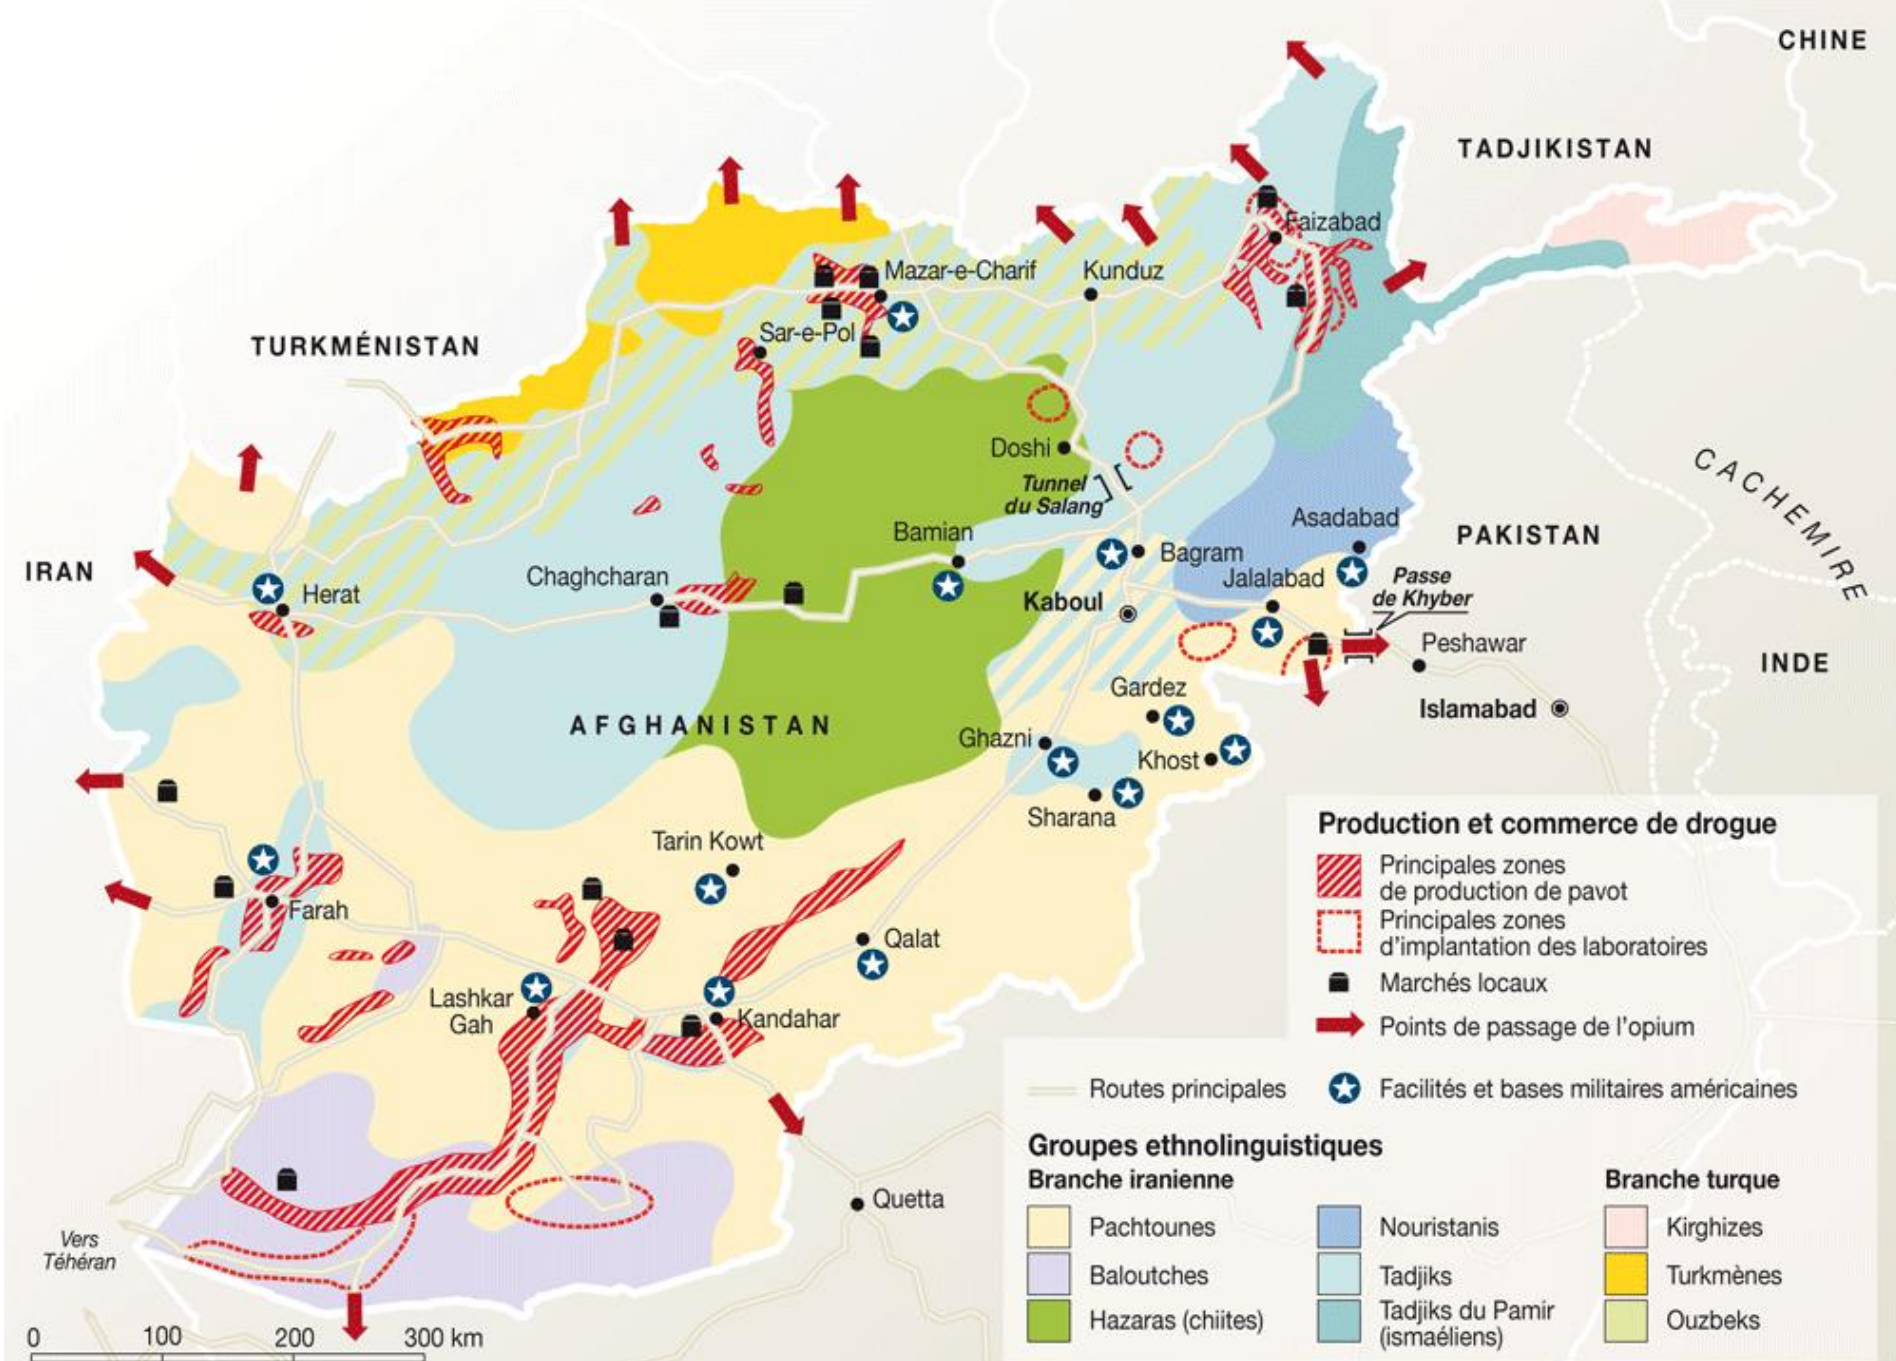 CHINE
TADJIKISTAN
Faizabad
Mazar-e-Charif
Kunduz
Sar-e-Pol
TURKMÉNISTAN
Doshi
Tunnel
du Salang
CACHEMIRE
Asadabad
PAKISTAN
Bamian
Bagram
IRAN
Chaghcharan
Jalalabad
Passe
de Khyber
Herat
Kaboul
Peshawar
INDE
Gardez
Islamabad
AFGHANISTAN
Ghazni
Khost
Sharana
Tarin Kowt
Farah
Qalat
Lashkar
Gah
Kandahar
Quetta
Vers
Téhéran
0 100 200 300 km
Production et commerce de drogue
Principales zones
de production de pavot
Principales zones
d'implantation des laboratoires
Marchés locaux
Points de passage de l'opium
Routes principales
Facilités et bases militaires américaines
Groupes ethnolinguistiques
Branche iranienne
Pachtounes
Baloutches
Hazaras (chiites)
Nouristanis
Tadjiks
Tadjiks du Pamir
(ismaéliens)
Branche turque
Kirghizes
Turkmènes
Ouzbeks